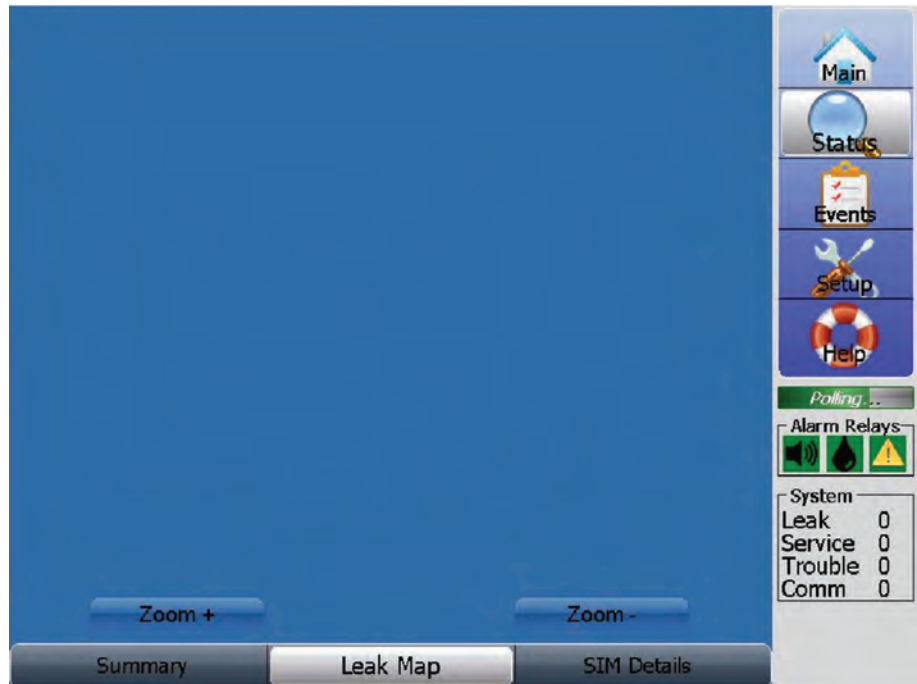 Main
Status
Events
Setup
Help
Polling...
Alarm Relays
System
Leak 0
Service 0
Trouble 0
Comm 0
Zoom + Zoom -
Summary Leak Map SIM Details